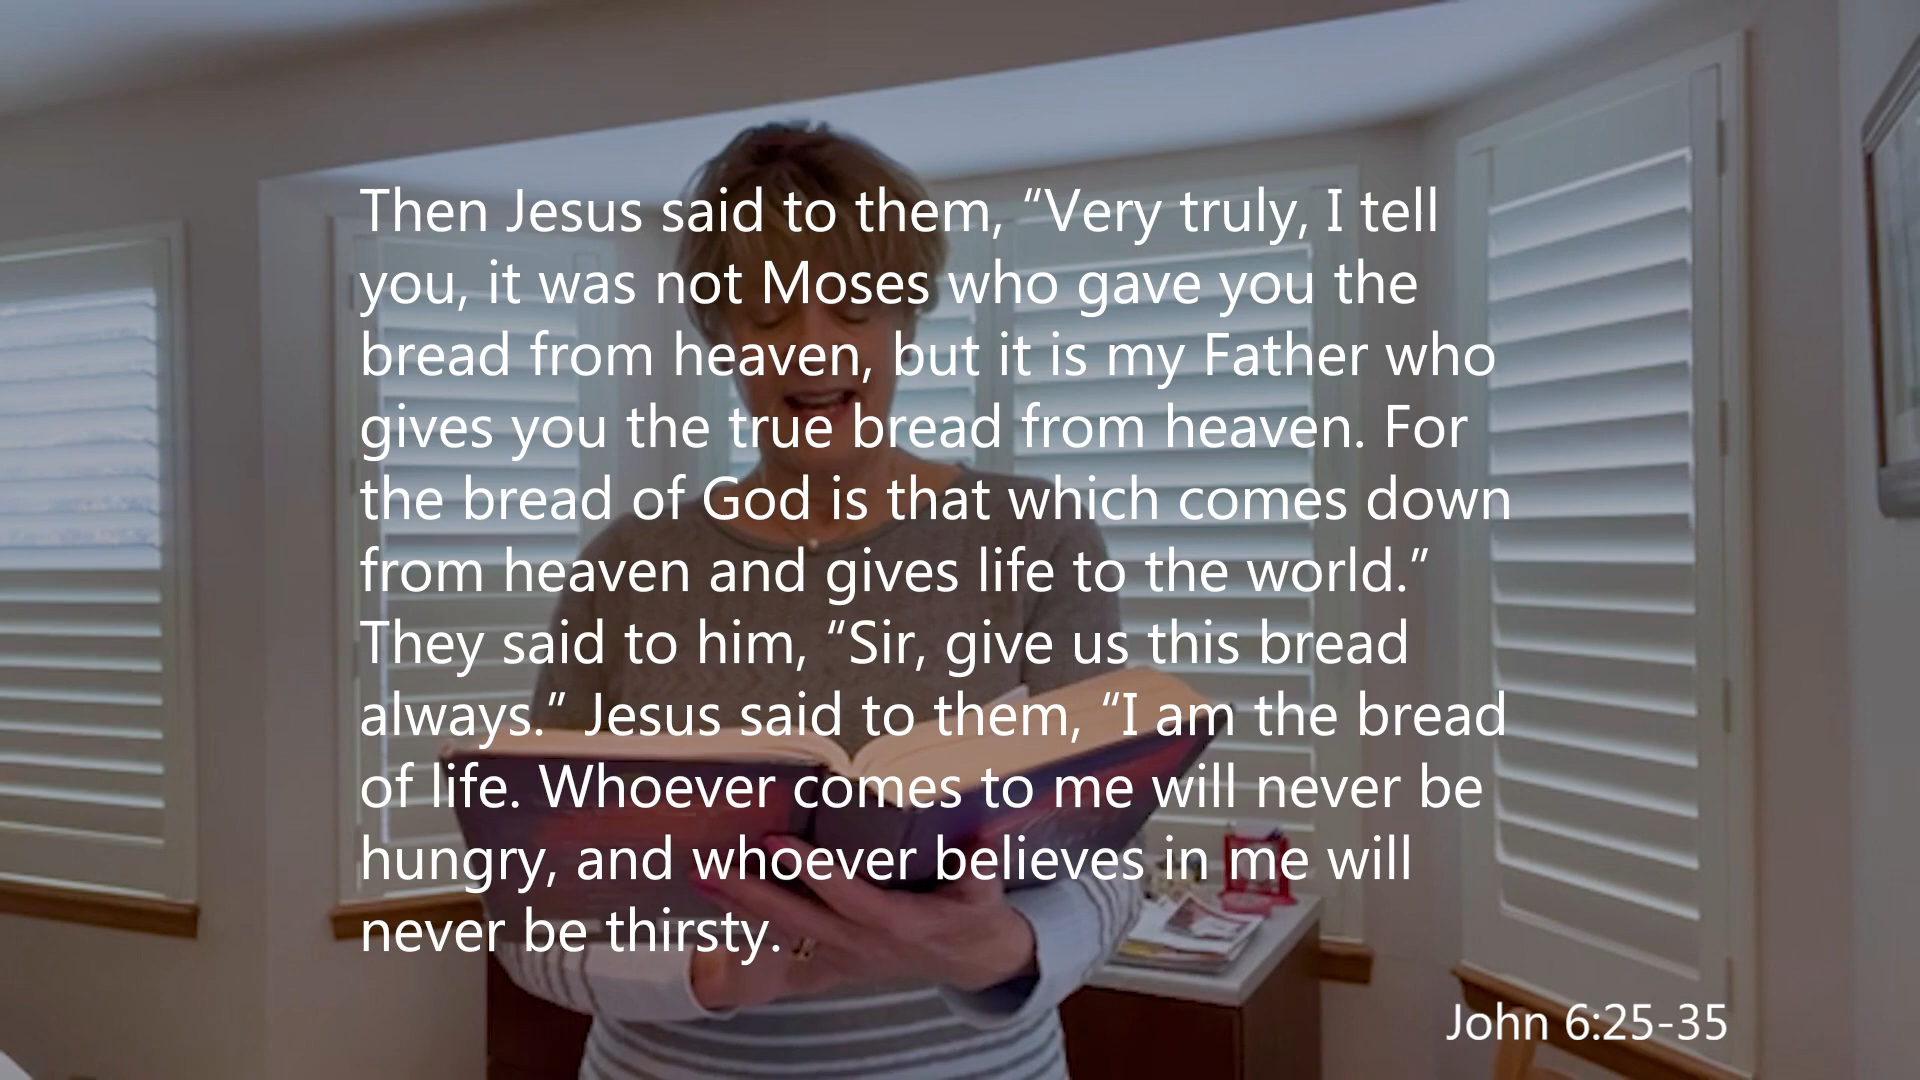 Then Jesus said to them, “Very truly, I tell
you, it was not Moses who gave you the
bread from heaven, but it is my Father who
gives you the true bread from heaven. For
the bread of God is that which comes down
from heaven and gives life to the world.”
They said to him, “Sir, give us this bread
always.” Jesus said to them, “I am the bread
of life. Whoever comes to me will never be
hungry, and whoever believes in me will
never be thirsty.
John 6:25-35